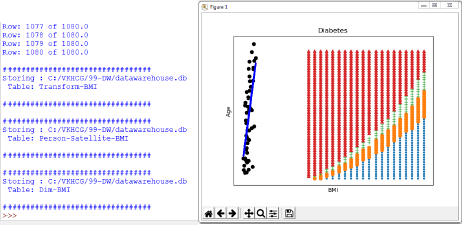 Row: 1077 of 1080.0
Row: 1078 of 1080.0
Row: 1079 of 1080.0
Row: 1080 of 1080.0
################################
Storing : C:/VKHCG/99-DW/datawarehouse.db
Table: Transform-BMI
################################
################################
Storing : C:/VKHCG/99-DW/datawarehouse.db
Table: Person-Satellite-BMI
################################
################################
Storing : C:/VKHCG/99-DW/datawarehouse.db
Table: Dim-BMI
################################
>>>
Figure 1
Diabetes
Age
BMI